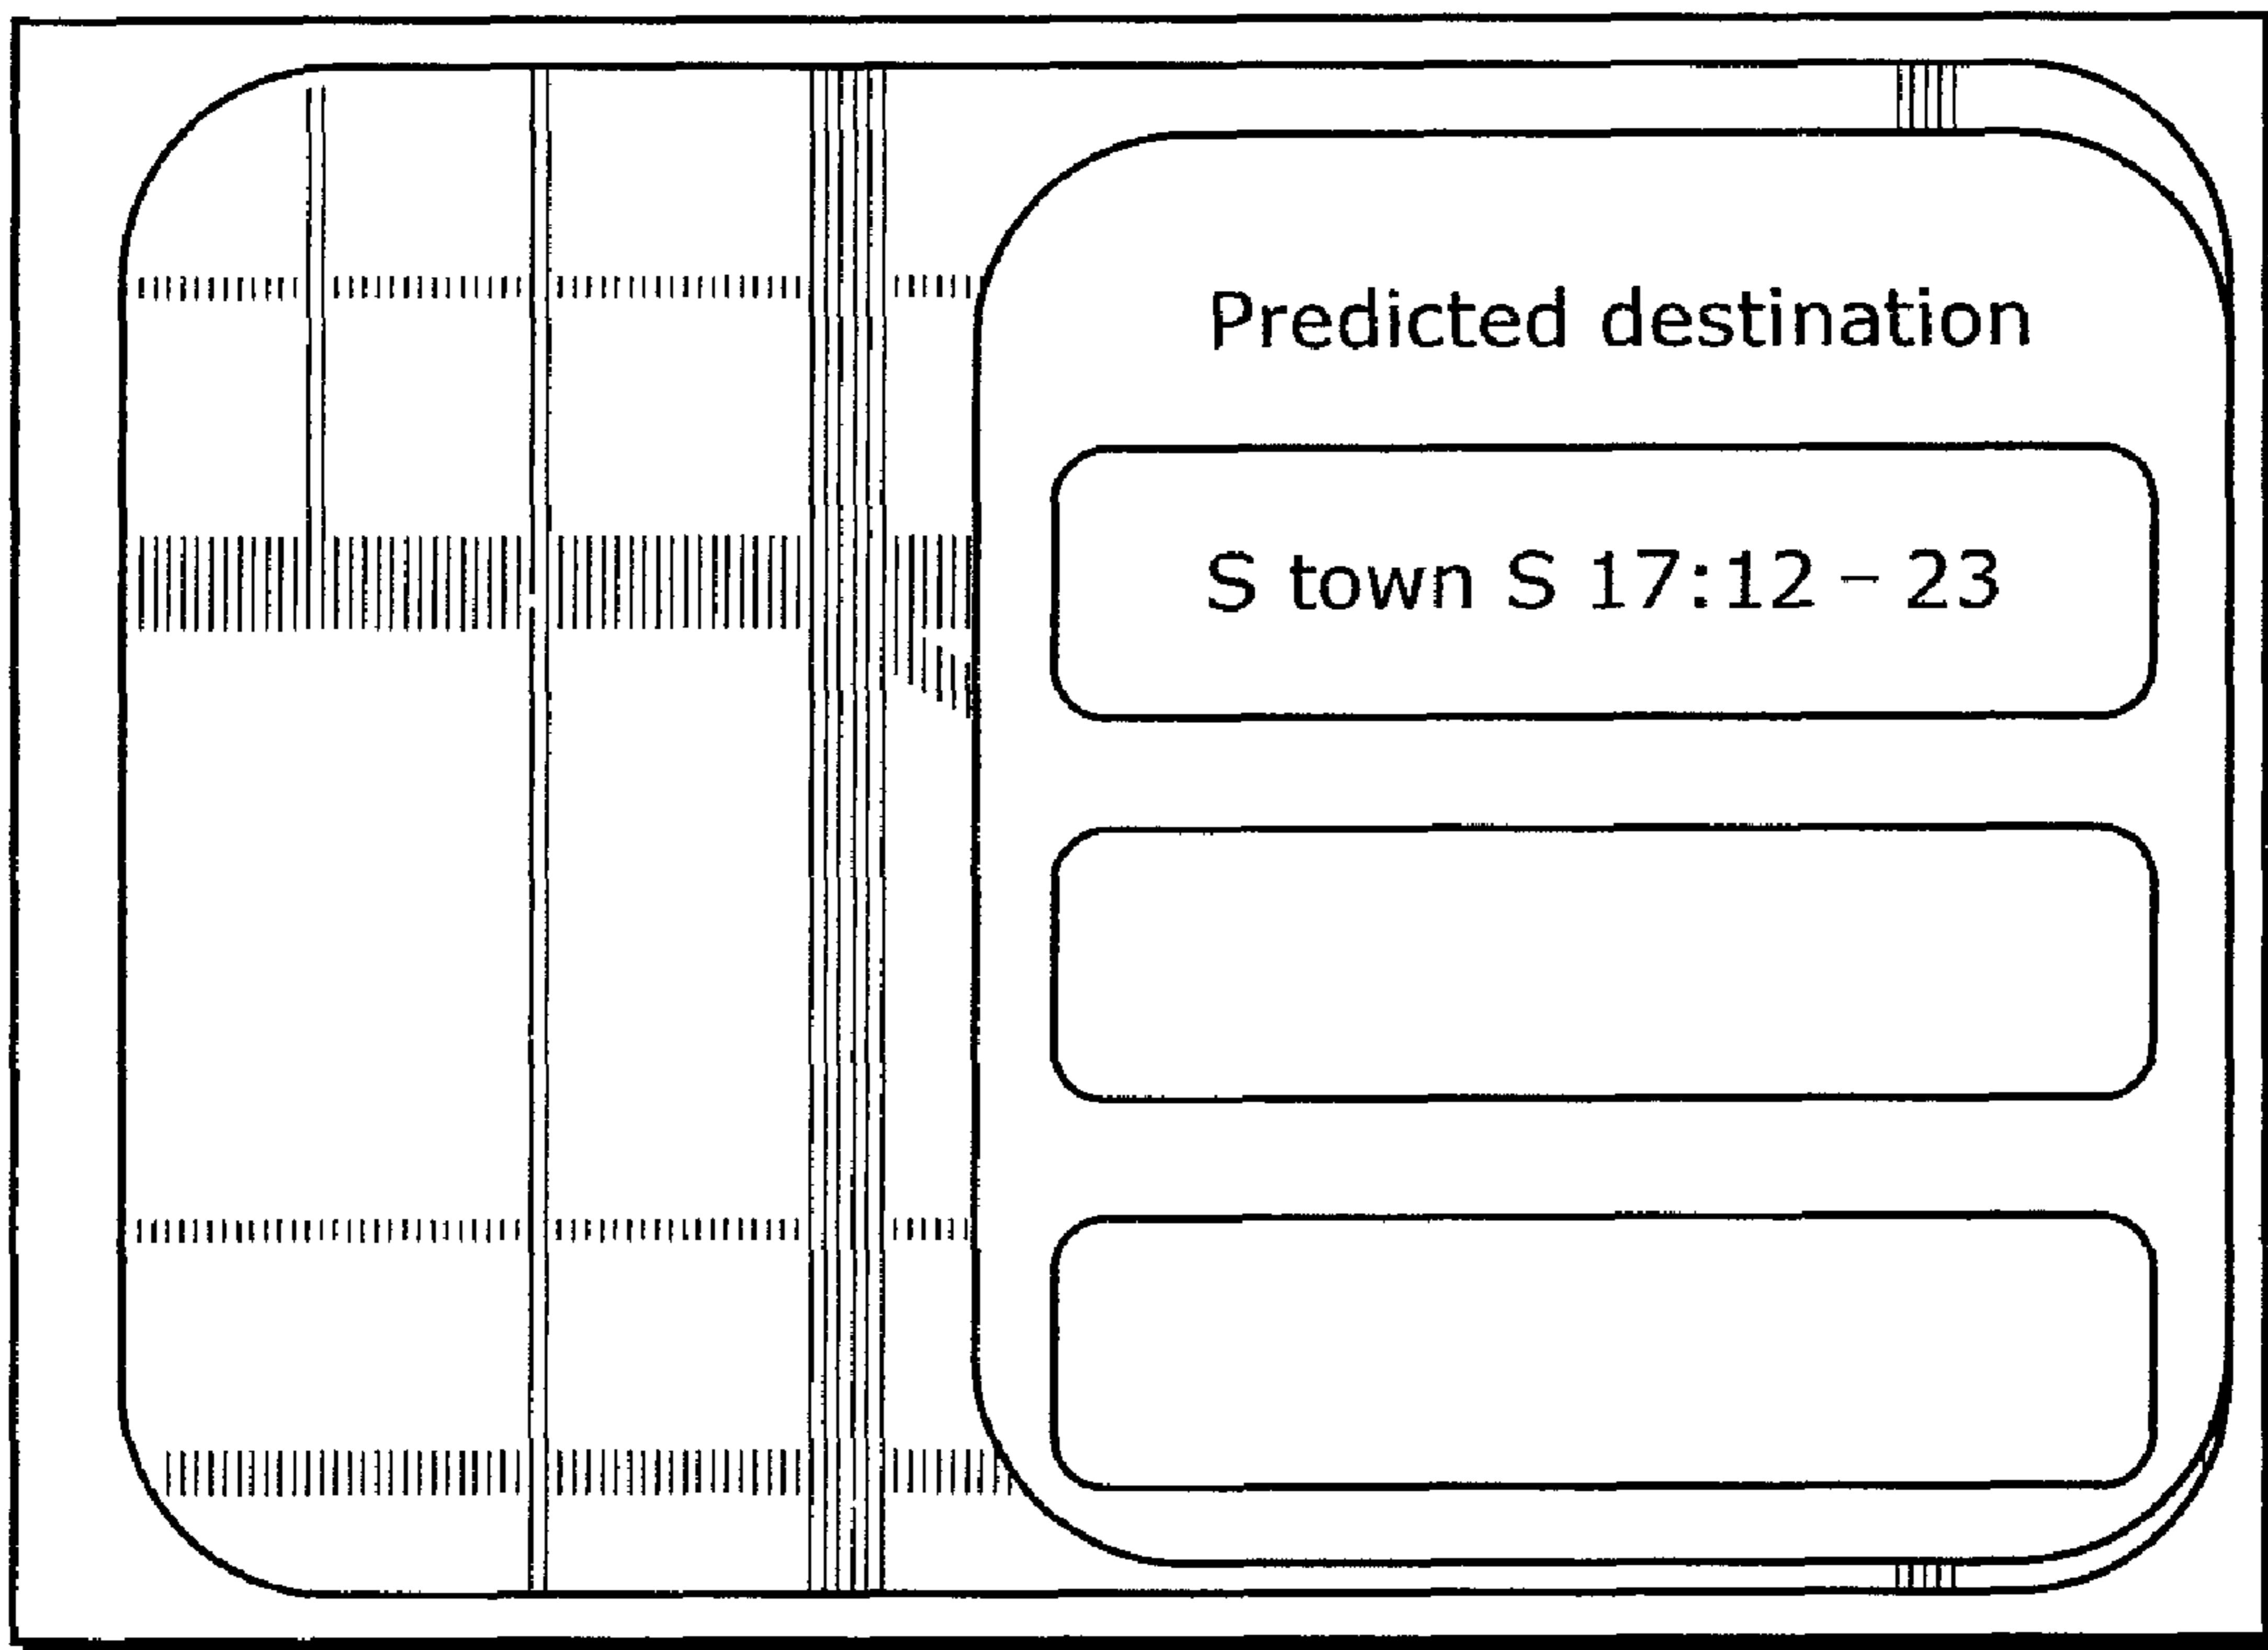 Predicted destination
S town S 17:12 – 23